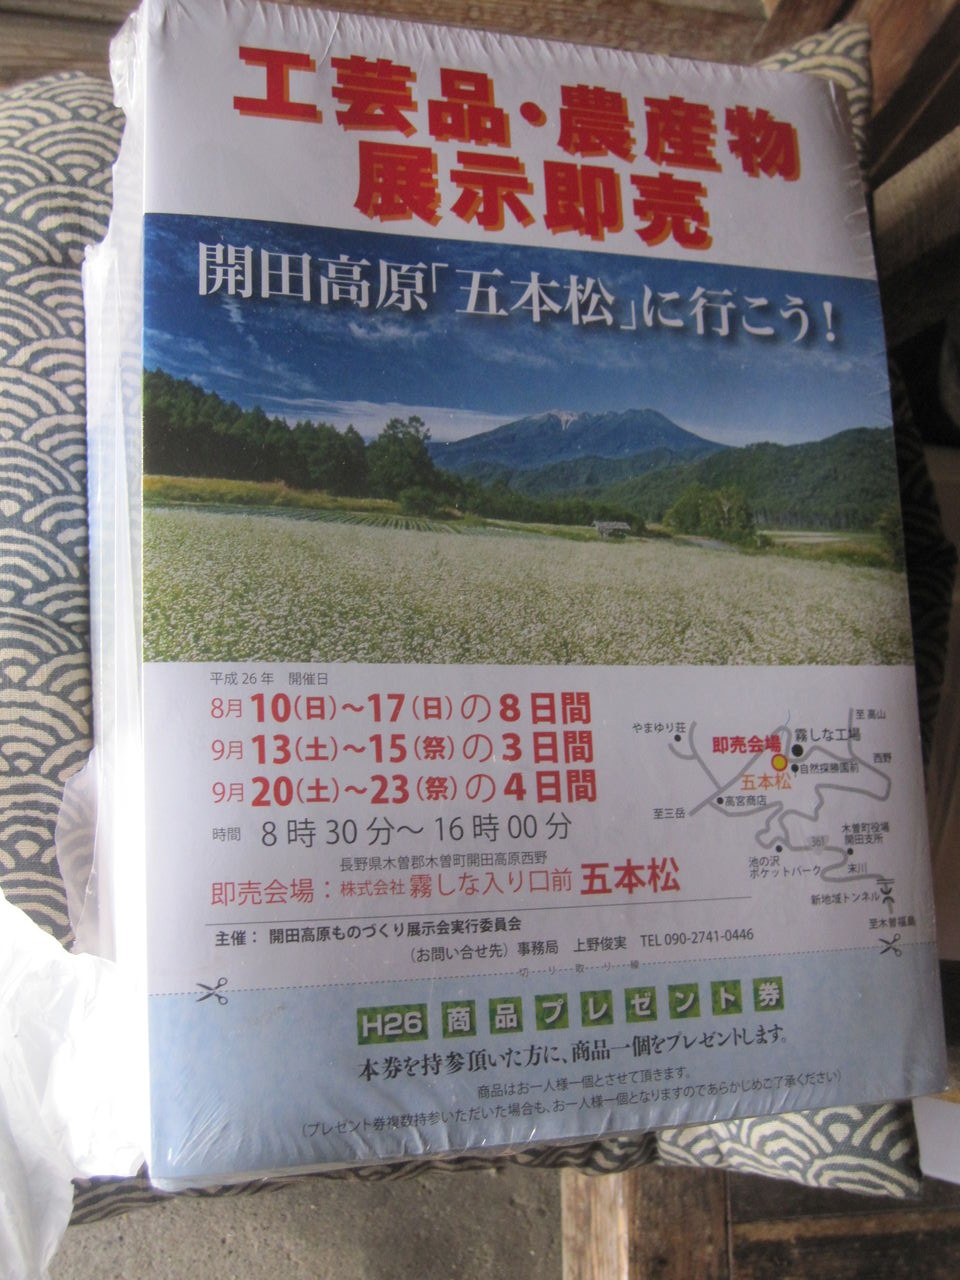 工芸品・農産物
展示即売
開田高原「五本松」に行こう!
平成26年 開催日
8月10(日)～17(日)の8日間
9月13(土)～15(祭)の3日間
9月20(土)～23(祭)の4日間
時間 8時30分～16時00分
長野県木曽郡木曽町開田高原西野
即売会場：株式会社 霧しな入り口前 五本松
やまゆり荘
至高山
即売会場
霧しな工場
西野
自然探勝園前
五本松
高宮商店
至三岳
木曽町役場
開田支所
361
池の沢
ポケットパーク
末川
新地域トンネル
至木曽福島
主催： 開田高原ものづくり展示会実行委員会
(お問い合せ先) 事務局 上野俊実 TEL 090-2741-0446
切り取り線
H26 商品プレゼント券
本券を持参頂いた方に、商品一個をプレゼントします。
商品はお一人様一個とさせて頂きます。
(プレゼント券複数持参いただいた場合も、お一人様一個となりますのであらかじめご了承ください)